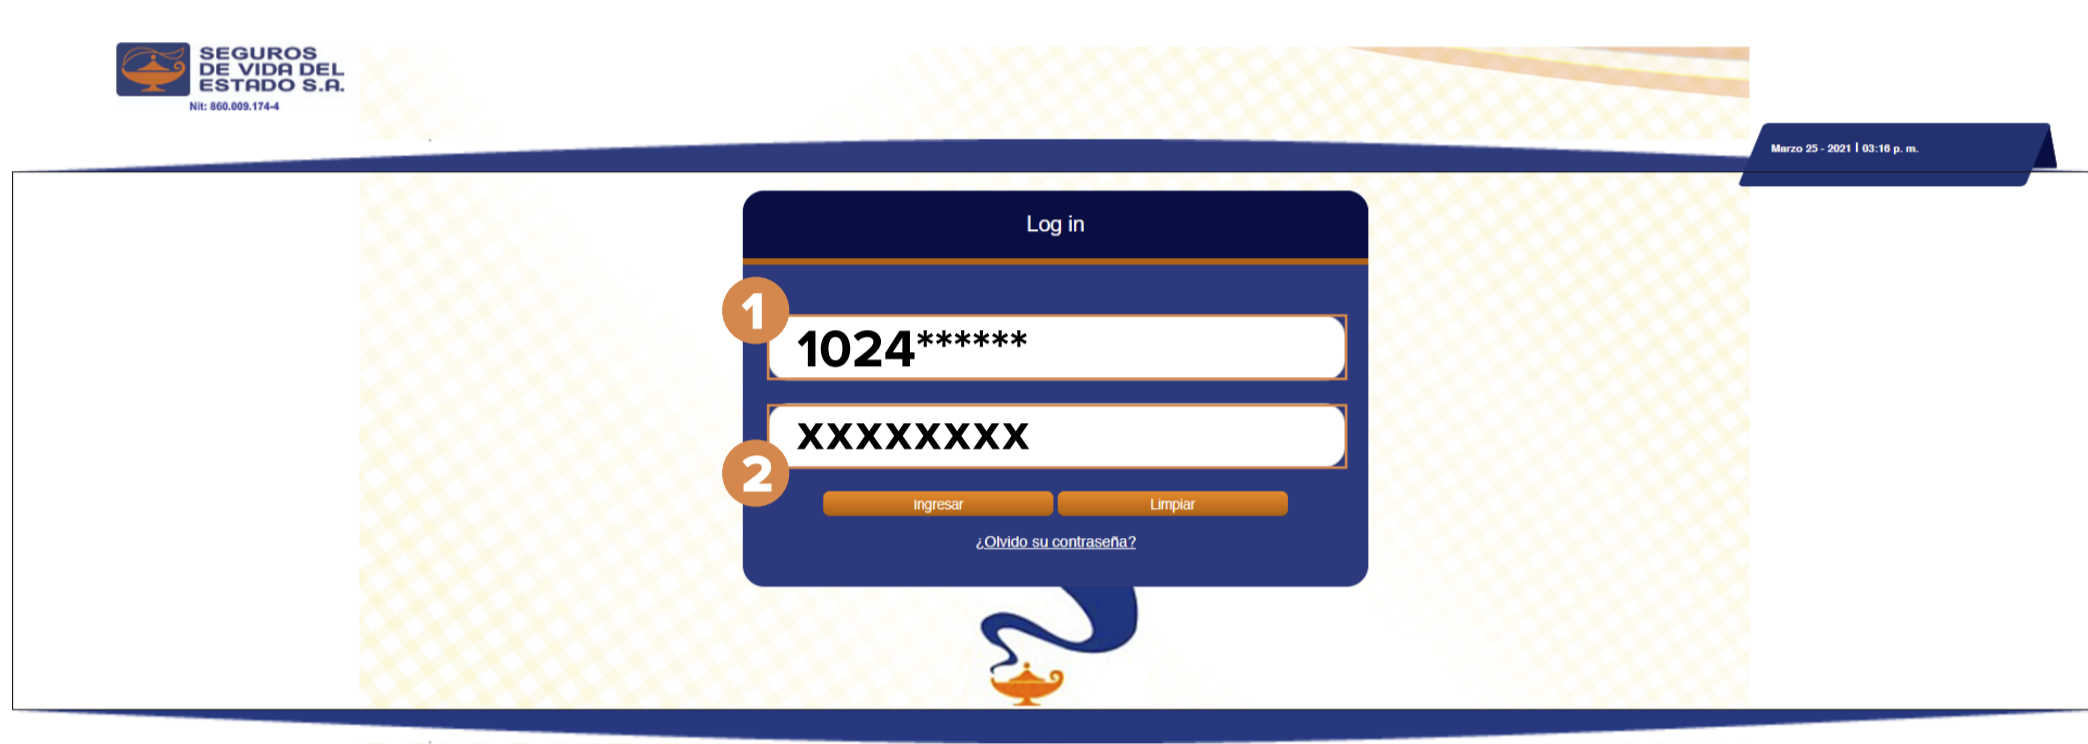 SEGUROS
DE VIDA DEL
ESTADO S.A.
Nit: 860.009.174-4
Marzo 25 - 2021 | 03:16 p. m.
Log in
1
1024******
xxxxxxxx
2
Ingresar
Limpiar
¿Olvido su contraseña?